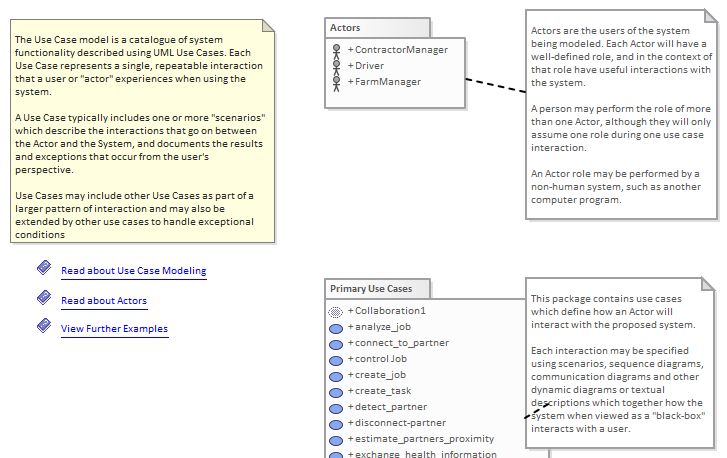 The Use Case model is a catalogue of system
functionality described using UML Use Cases. Each
Use Case represents a single, repeatable interaction
that a user or "actor" experiences when using the
system.
A Use Case typically includes one or more "scenarios"
which describe the interactions that go on between
the Actor and the System, and documents the results
and exceptions that occur from the user's
perspective.
Use Cases may include other Use Cases as part of a
larger pattern of interaction and may also be
extended by other use cases to handle exceptional
conditions
Read about Use Case Modeling
Read about Actors
View Further Examples
Actors
+ ContractorManager
+ Driver
+ FarmManager
Actors are the users of the system
being modeled. Each Actor will have a
well-defined role, and in the context of
that role have useful interactions with
the system.
A person may perform the role of more
than one Actor, although they will only
assume one role during one use case
interaction.
An Actor role may be performed by a
non-human system, such as another
computer program.
Primary Use Cases
+ Collaboration1
+ analyze_job
+ connect_to_partner
+ control Job
+ create_job
+ create_task
+ detect_partner
+ disconnect-partner
+ estimate_partners_proximity
+ exchange_health_information
This package contains use cases
which define how an Actor will
interact with the proposed system.
Each interaction may be specified
using scenarios, sequence diagrams,
communication diagrams and other
dynamic diagrams or textual
descriptions which together how the
system when viewed as a "black-box"
interacts with a user.